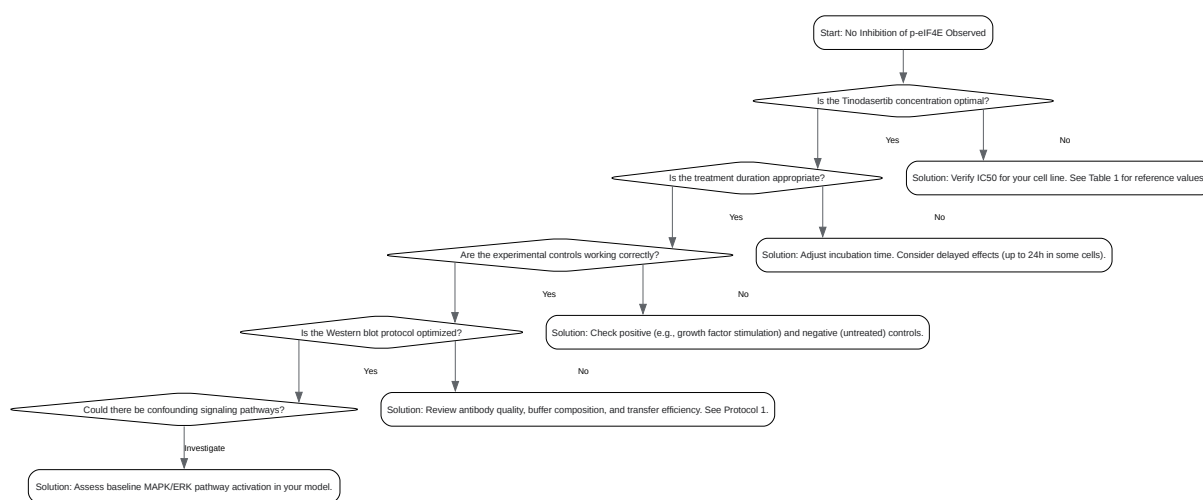 Start: No Inhibition of p-eIF4E Observed
Is the Tinodasertib concentration optimal?
Yes
No
Is the treatment duration appropriate?
Solution: Verify IC50 for your cell line. See Table 1 for reference values
Yes
No
Are the experimental controls working correctly?
Solution: Adjust incubation time. Consider delayed effects (up to 24h in some cells).
Yes
No
Is the Western blot protocol optimized?
Solution: Check positive (e.g., growth factor stimulation) and negative (untreated) controls.
Yes
No
Could there be confounding signaling pathways?
Solution: Review antibody quality, buffer composition, and transfer efficiency. See Protocol 1.
Investigate
Solution: Assess baseline MAPK/ERK pathway activation in your model.